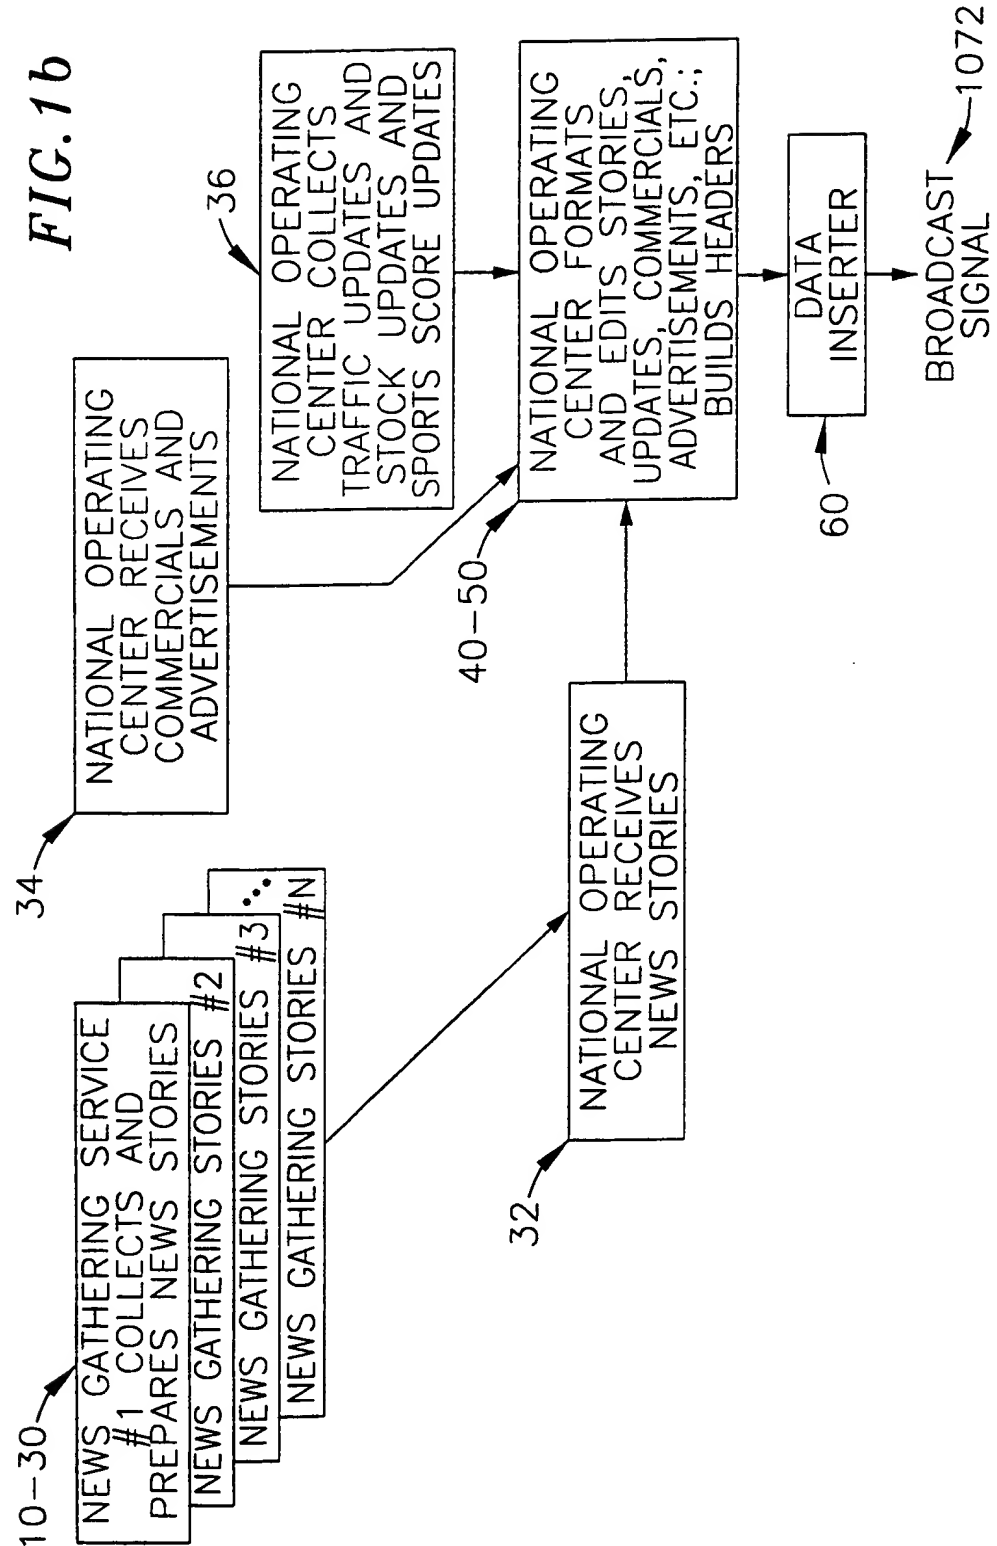 FIG.1b
10-30
NEWS GATHERING SERVICE
#1 COLLECTS AND
PREPARES NEWS STORIES
NEWS GATHERING STORIES #2
NEWS GATHERING STORIES #3
NEWS GATHERING STORIES #N
34
NATIONAL OPERATING
CENTER RECEIVES
COMMERCIALS AND
ADVERTISEMENTS
36
NATIONAL OPERATING
CENTER COLLECTS
TRAFFIC UPDATES AND
STOCK UPDATES AND
SPORTS SCORE UPDATES
32
NATIONAL OPERATING
CENTER RECEIVES
NEWS STORIES
40-50
NATIONAL OPERATING
CENTER FORMATS
AND EDITS STORIES,
UPDATES, COMMERCIALS,
ADVERTISEMENTS, ETC.;
BUILDS HEADERS
60
DATA
INSERTER
BROADCAST
SIGNAL
1072